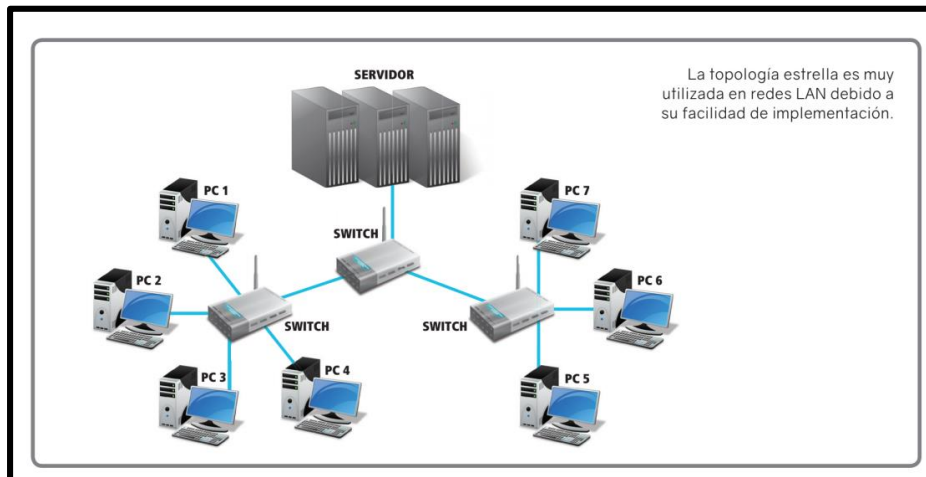 La topología estrella es muy
utilizada en redes LAN debido a
su facilidad de implementación.
SERVIDOR
PC 1
PC 7
SWITCH
PC 2
PC 6
SWITCH
SWITCH
PC 3
PC 4
PC 5